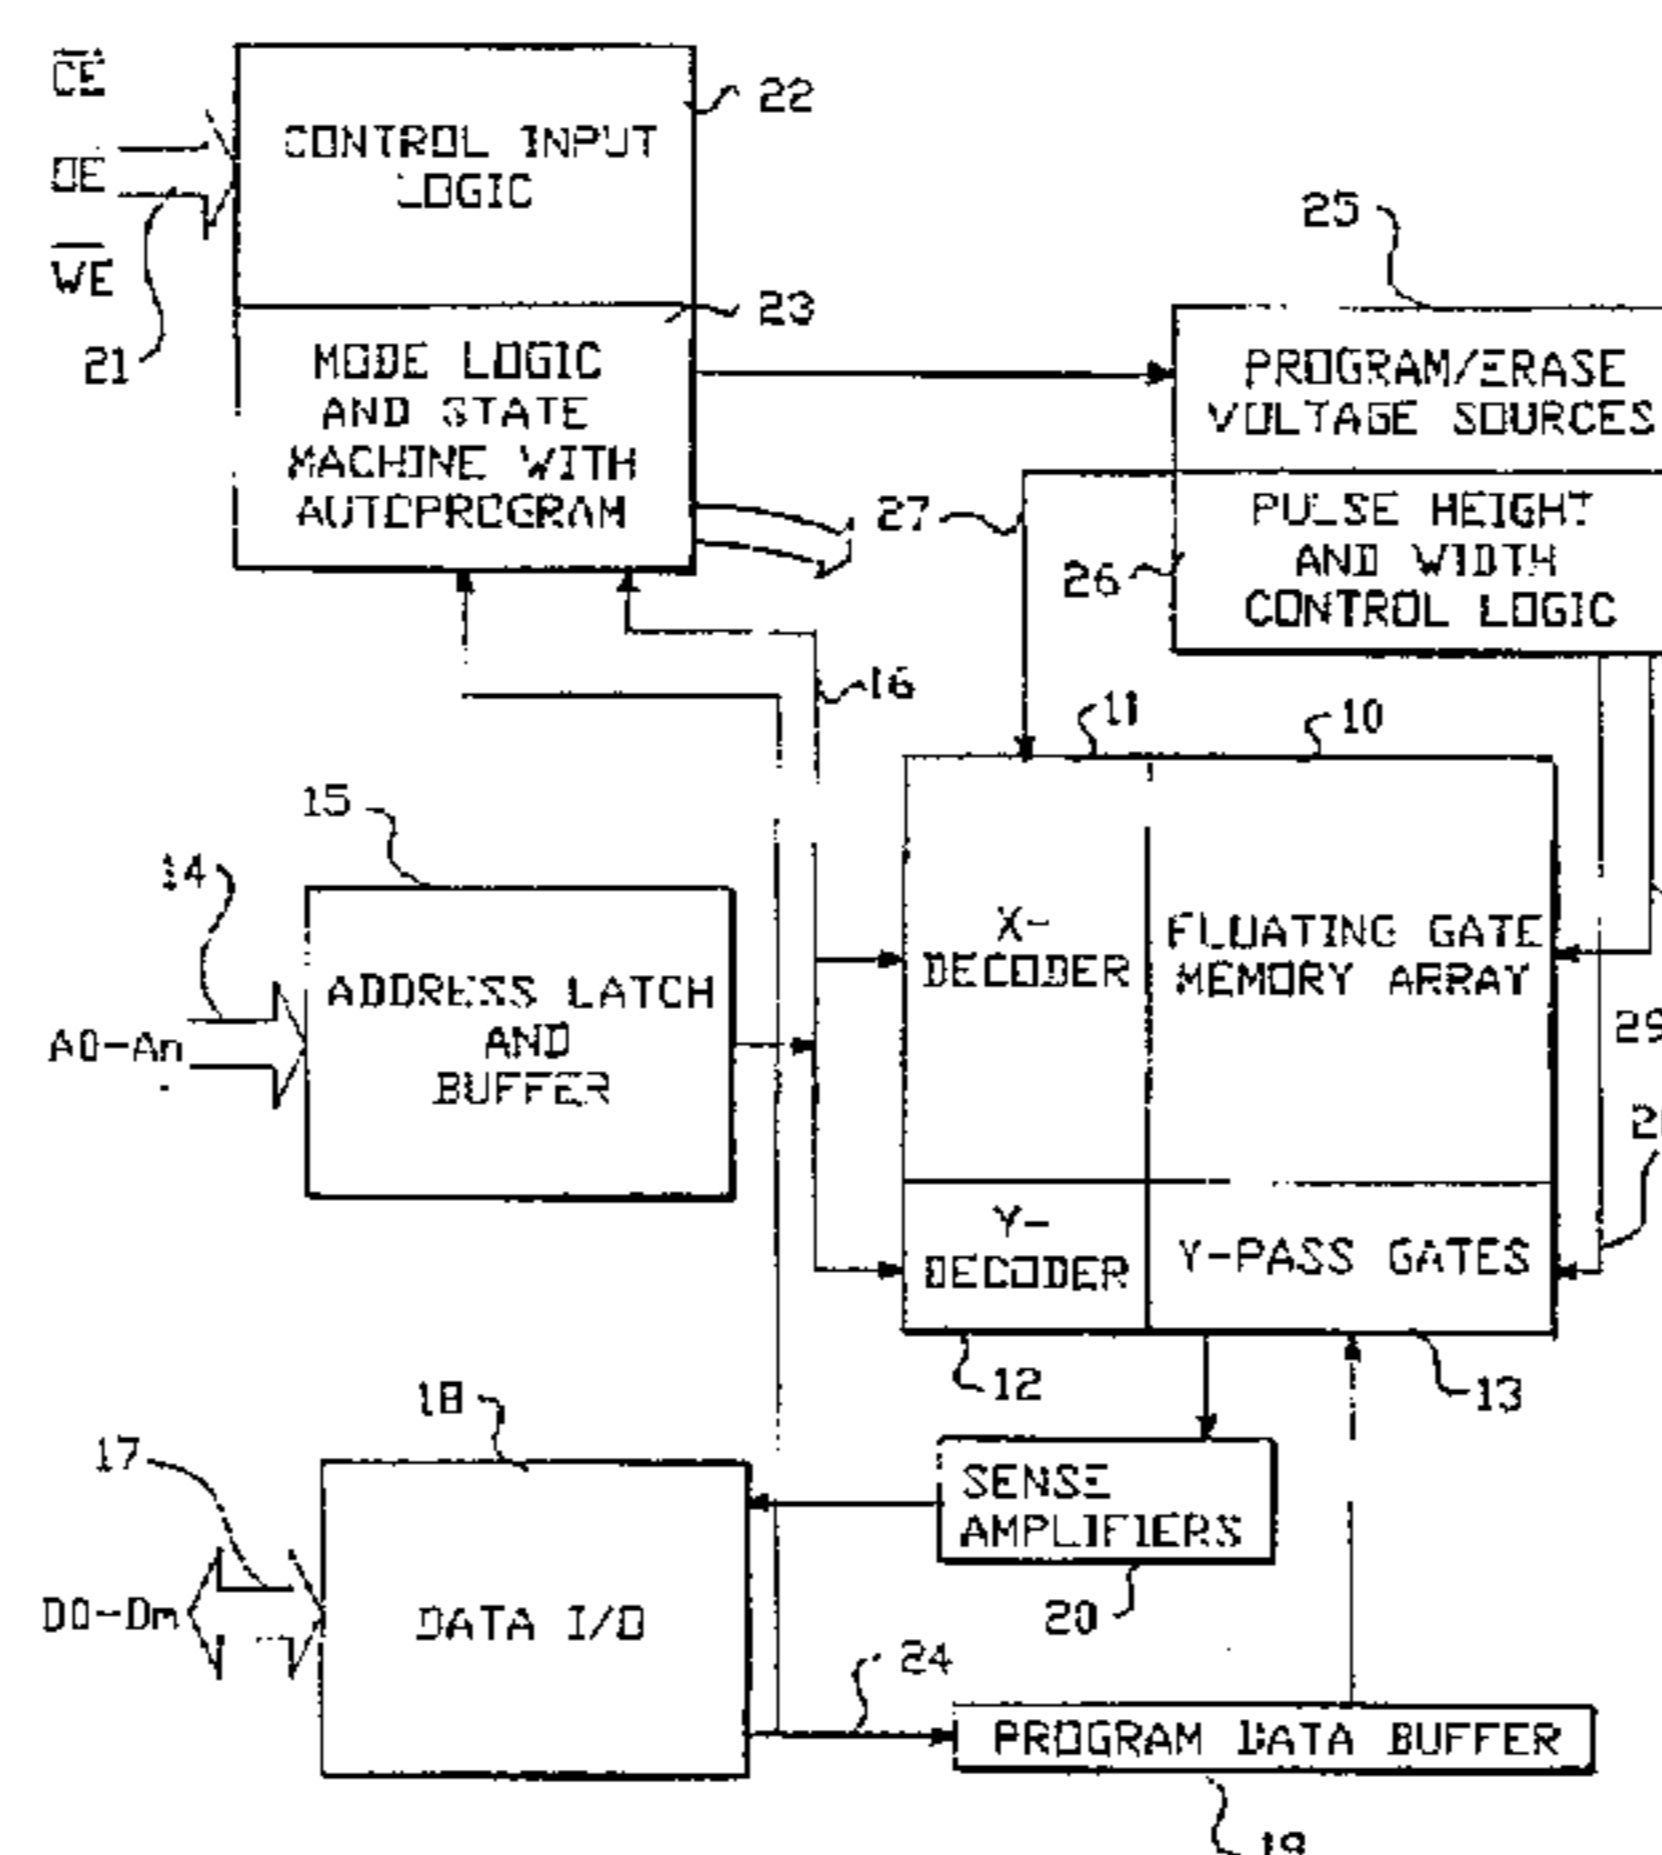 CE
OE
WE
21
CONTROL INPUT
LOGIC
22
23
MODE LOGIC
AND STATE
MACHINE WITH
AUTOPROGRAM
25
PROGRAM/ERASE
VOLTAGE SOURCES
PULSE HEIGHT
AND WIDTH
CONTROL LOGIC
27
26
16
11
10
15
14
A0-An
ADDRESS LATCH
AND
BUFFER
X-
DECODER
FLOATING GATE
MEMORY ARRAY
29
Y-
DECODER
Y-PASS GATES
12
13
18
17
D0-Dm
DATA I/O
SENSE
AMPLIFIERS
20
24
PROGRAM DATA BUFFER
19